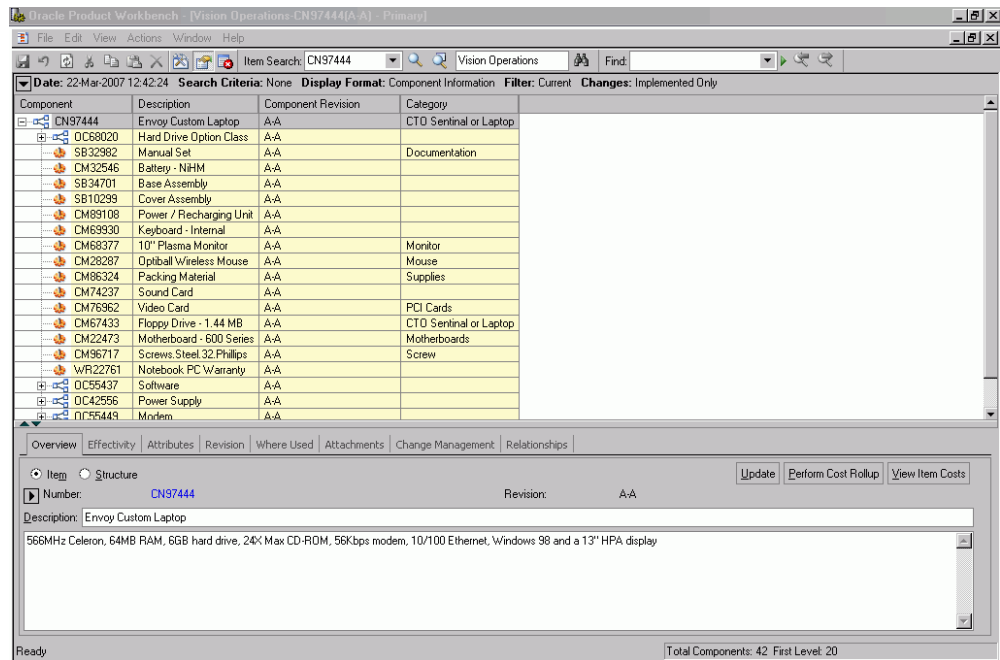 Oracle Product Workbench - [Vision Operations-CN97444(A-A) - Primary]
File Edit View Actions Window Help
Item Search: CN97444 Vision Operations Find:
Date: 22-Mar-2007 12:42:24 Search Criteria: None Display Format: Component Information Filter: Current Changes: Implemented Only
Component Description Component Revision Category
CN97444 Envoy Custom Laptop A-A CTO Sentinal or Laptop
OC68020 Hard Drive Option Class A-A
SB32982 Manual Set A-A Documentation
CM32546 Battery - NiHM A-A
SB34701 Base Assembly A-A
SB10299 Cover Assembly A-A
CM89108 Power / Recharging Unit A-A
CM69930 Keyboard - Internal A-A
CM68377 10" Plasma Monitor A-A Monitor
CM28287 Optiball Wireless Mouse A-A Mouse
CM86324 Packing Material A-A Supplies
CM74237 Sound Card A-A
CM76962 Video Card A-A PCI Cards
CM67433 Floppy Drive - 1.44 MB A-A CTO Sentinal or Laptop
CM22473 Motherboard - 600 Series A-A Motherboards
CM96717 Screws.Steel.32.Phillips A-A Screw
WR22761 Notebook PC Warranty A-A
OC55437 Software A-A
OC42556 Power Supply A-A
OC55449 Modem A-A
Overview Effectivity Attributes Revision Where Used Attachments Change Management Relationships
Item Structure Update Perform Cost Rollup View Item Costs
Number: CN97444 Revision: A-A
Description: Envoy Custom Laptop
566MHz Celeron, 64MB RAM, 6GB hard drive, 24X Max CD-ROM, 56Kbps modem, 10/100 Ethernet, Windows 98 and a 13" HPA display
Ready Total Components: 42 First Level: 20